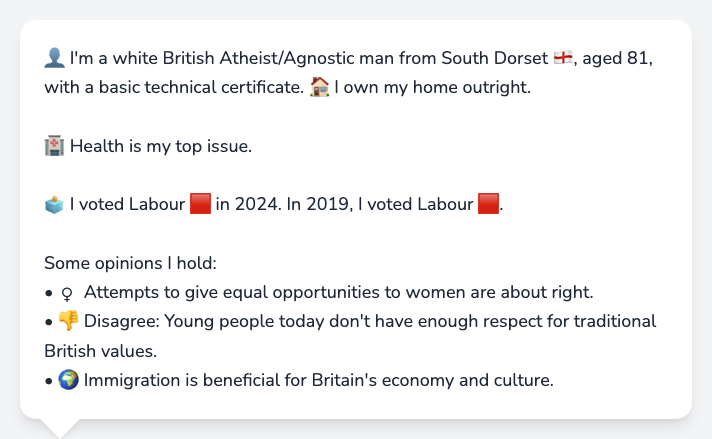 👤 I'm a white British Atheist/Agnostic man from South Dorset 🏴󠁧󠁢󠁥󠁮󠁧󠁿, aged 81,
with a basic technical certificate. 🏠 I own my home outright.
🏥 Health is my top issue.
🗳️ I voted Labour 🟥 in 2024. In 2019, I voted Labour 🟥.
Some opinions I hold:
• ♀ Attempts to give equal opportunities to women are about right.
• 👎 Disagree: Young people today don't have enough respect for traditional
British values.
• 🌍 Immigration is beneficial for Britain's economy and culture.